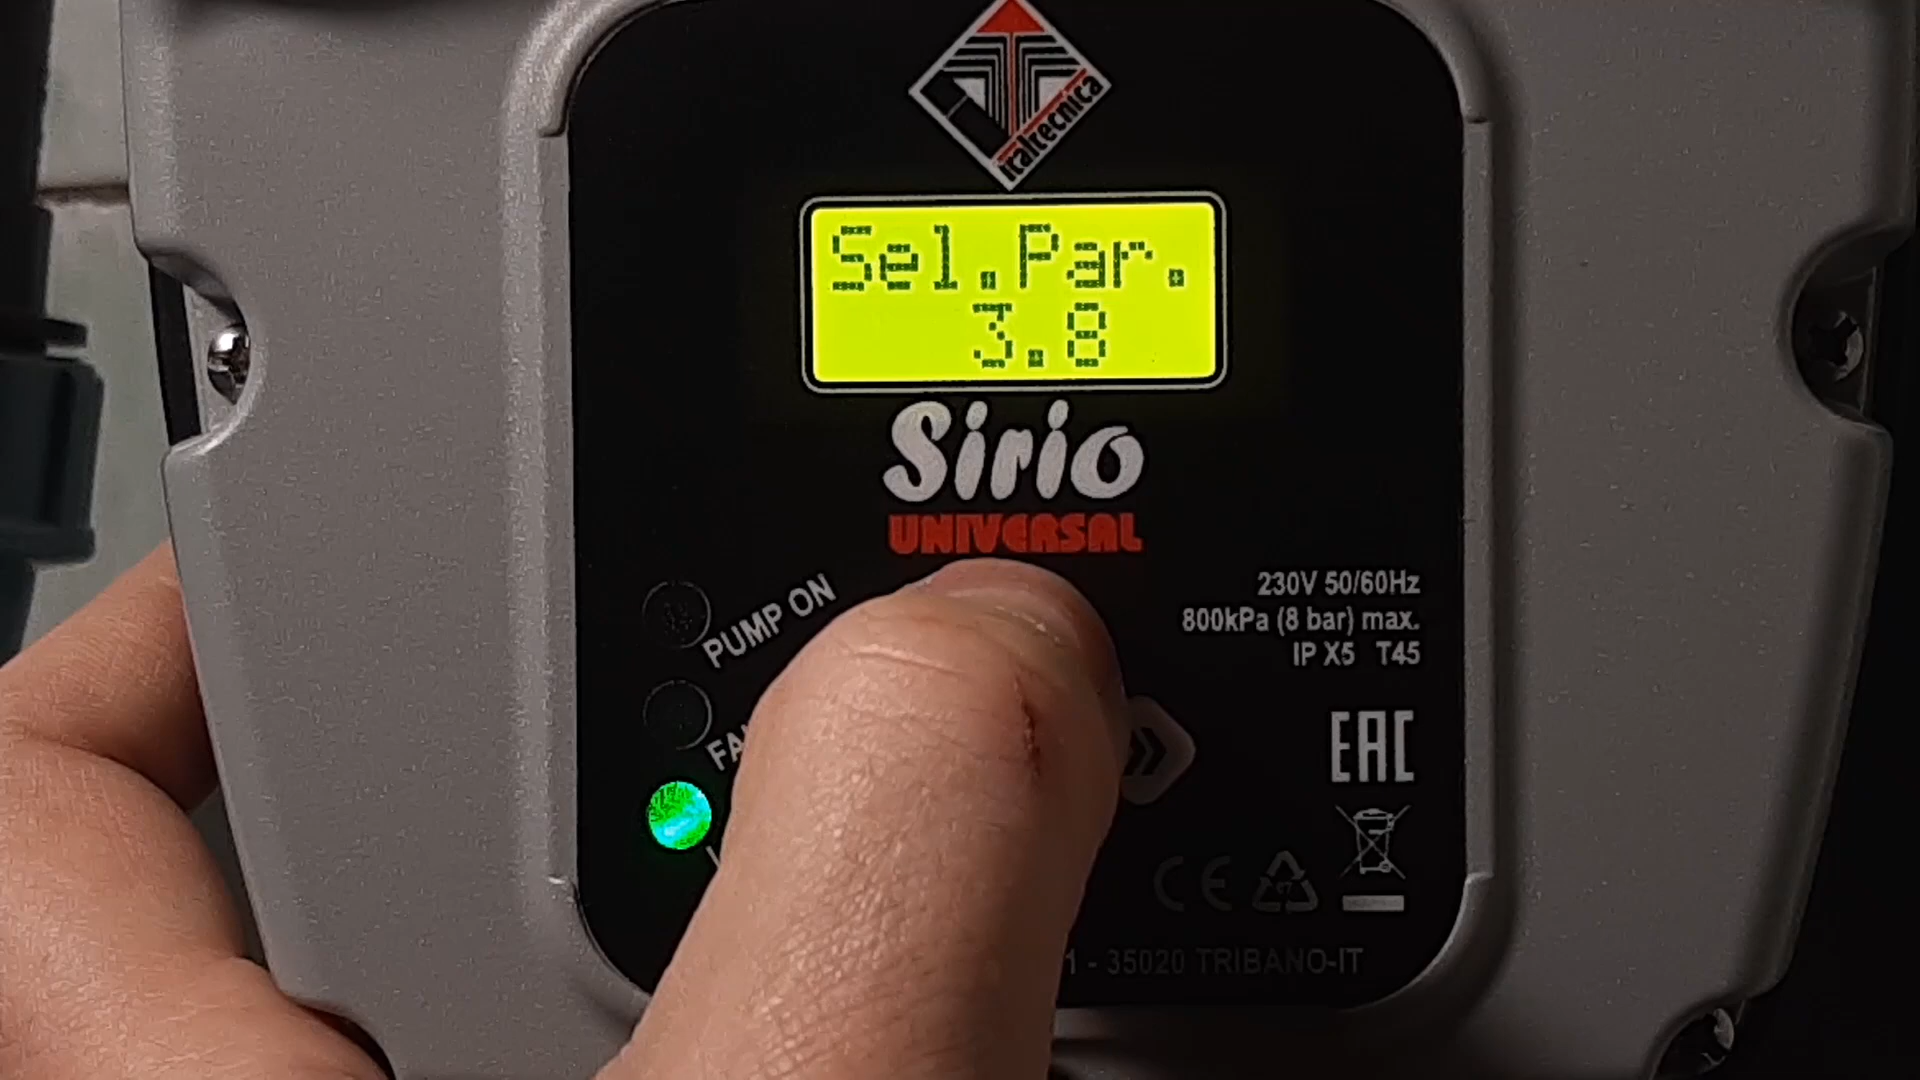 italtecnica
Sel.Par.
3.8
Sirio
UNIVERSAL
PUMP ON
230V 50/60Hz
800kPa (8 bar) max.
IP X5 T45
EAC
CE
1 - 35020 TRIBANO-IT